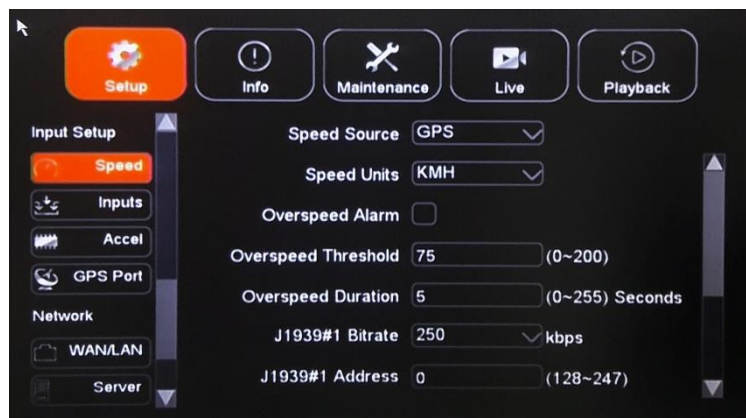 Setup
Info
Maintenance
Live
Playback
Input Setup
Speed
Inputs
Accel
GPS Port
Network
WAN/LAN
Server
Speed Source GPS
Speed Units KMH
Overspeed Alarm
Overspeed Threshold 75 (0~200)
Overspeed Duration 5 (0~255) Seconds
J1939#1 Bitrate 250 kbps
J1939#1 Address 0 (128~247)